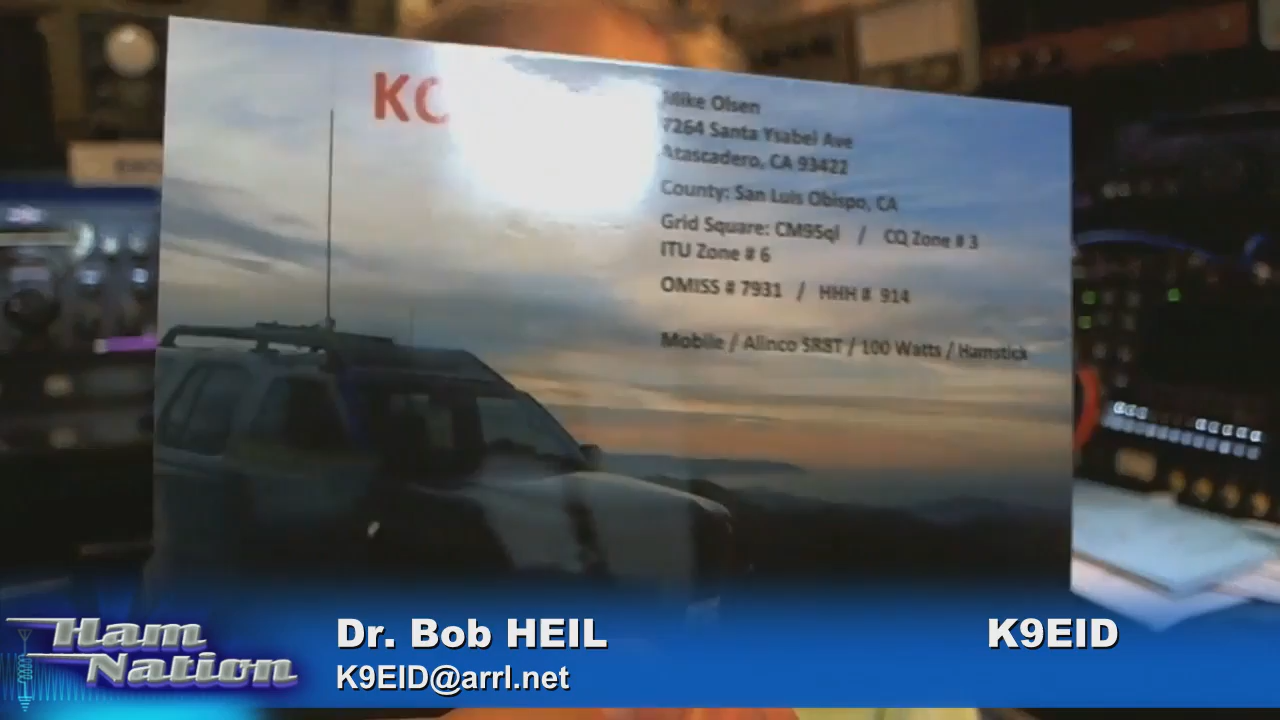 KC
Mike Olsen
7264 Santa Ysabel Ave
Atascadero, CA 93422
County: San Luis Obispo, CA
Grid Square: CM95ql / CQ Zone # 3
ITU Zone # 6
OMISS # 7931 / HHH # 914
Mobile / Alinco SR8T / 100 Watts / Hamstick
Ham
Nation
Dr. Bob HEIL
K9EID
K9EID@arrl.net